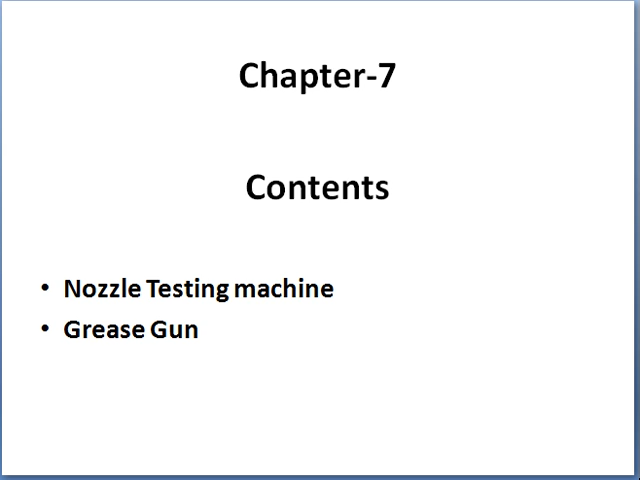 Chapter-7
Contents
• Nozzle Testing machine
• Grease Gun